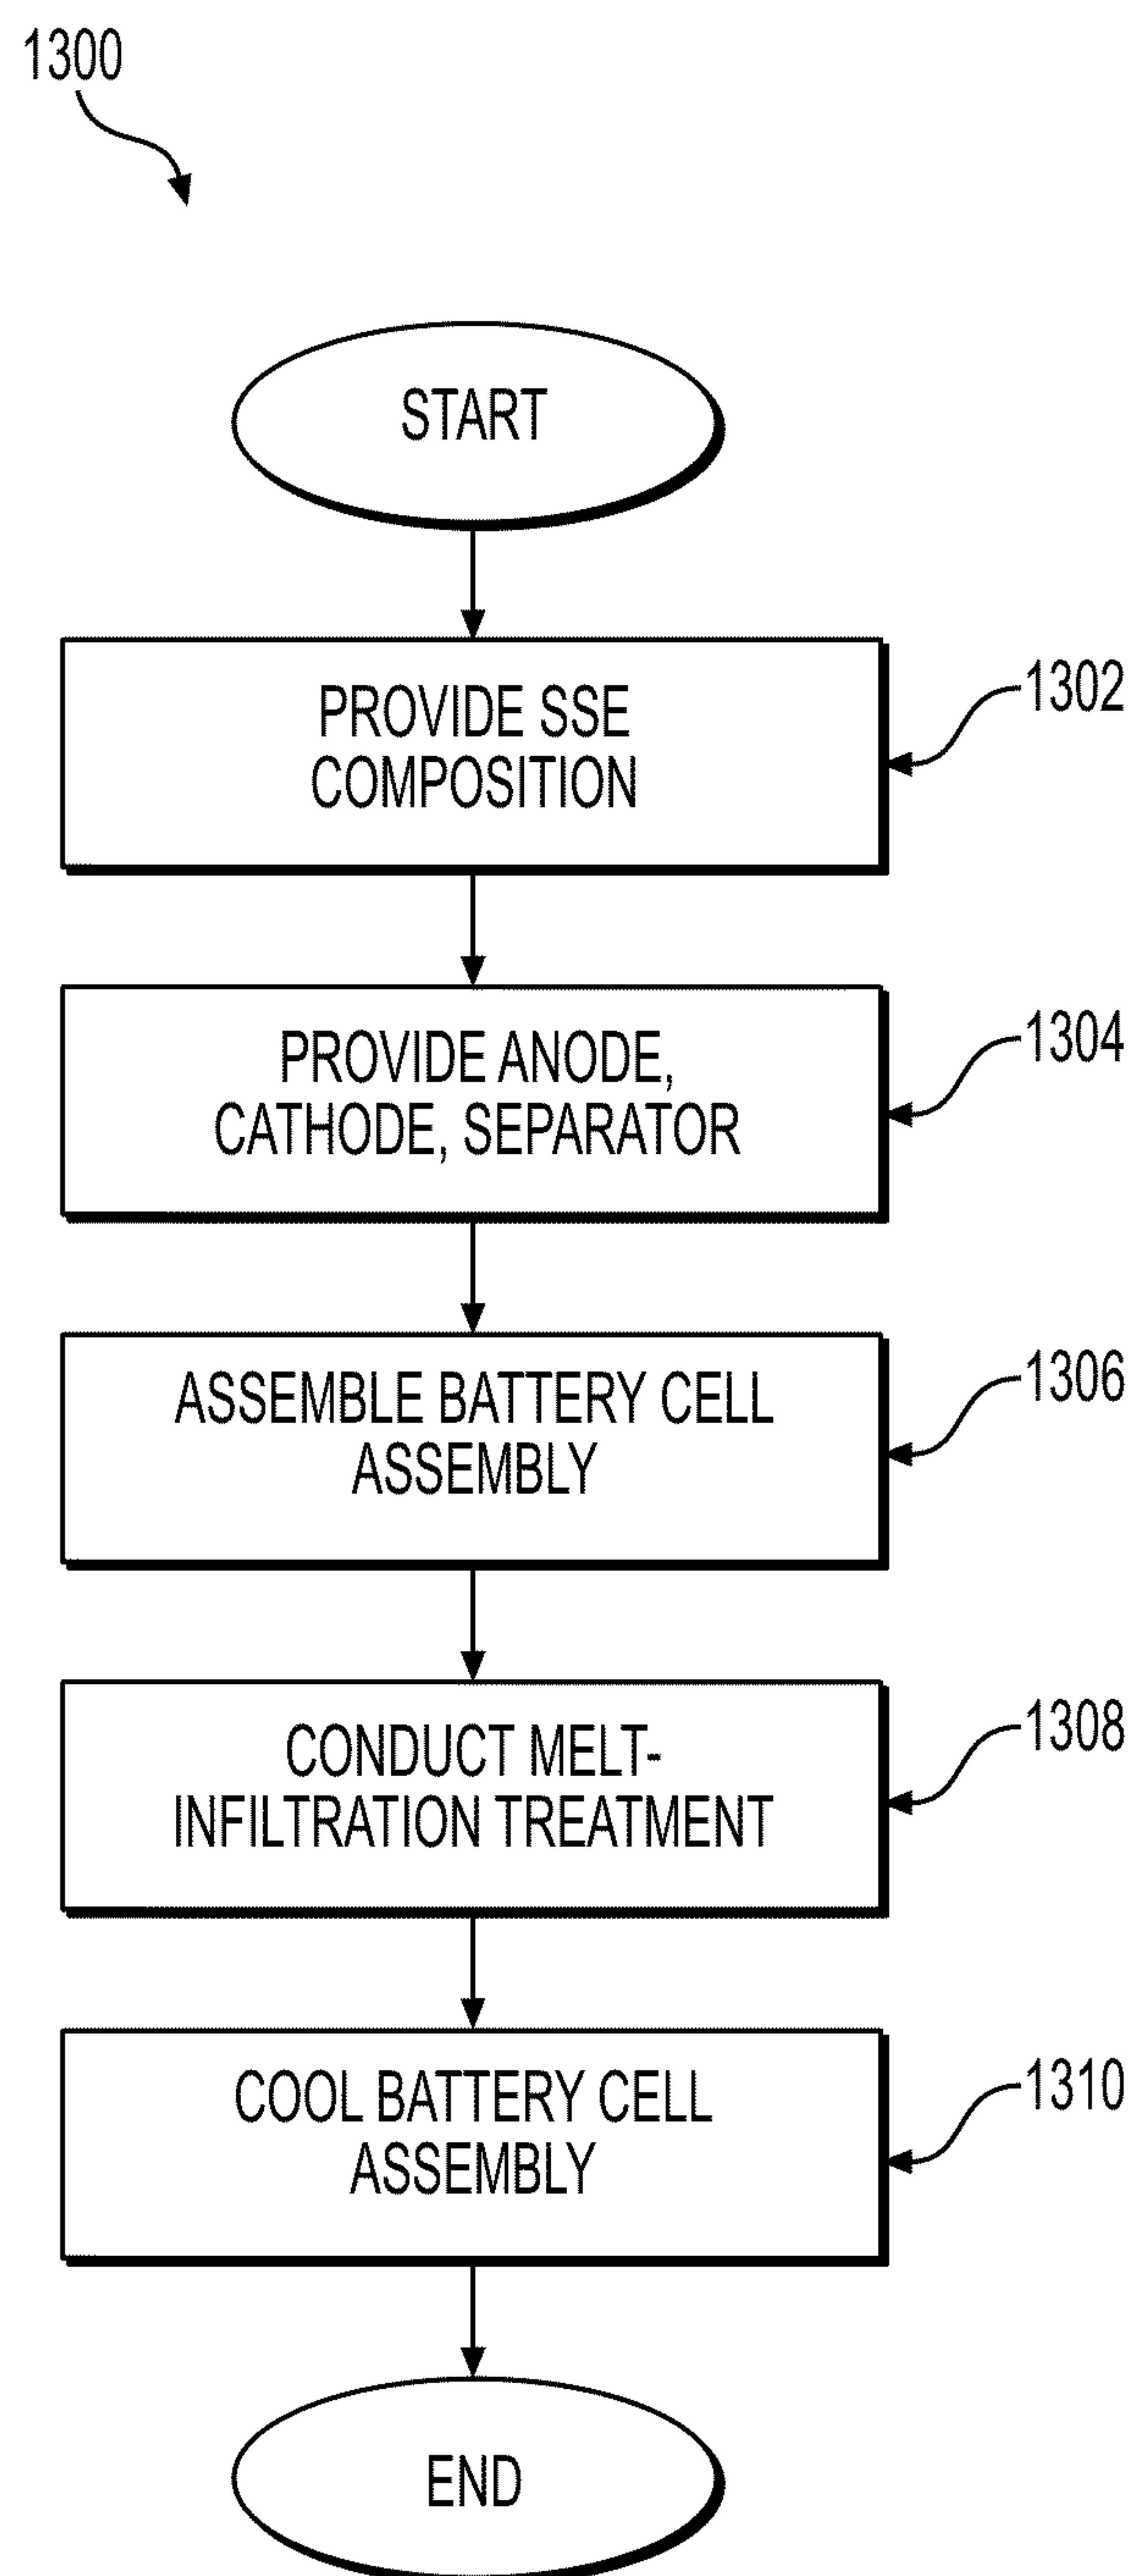 1300
START
PROVIDE SSE
COMPOSITION
1302
PROVIDE ANODE,
CATHODE, SEPARATOR
1304
ASSEMBLE BATTERY CELL
ASSEMBLY
1306
CONDUCT MELT-
INFILTRATION TREATMENT
1308
COOL BATTERY CELL
ASSEMBLY
1310
END